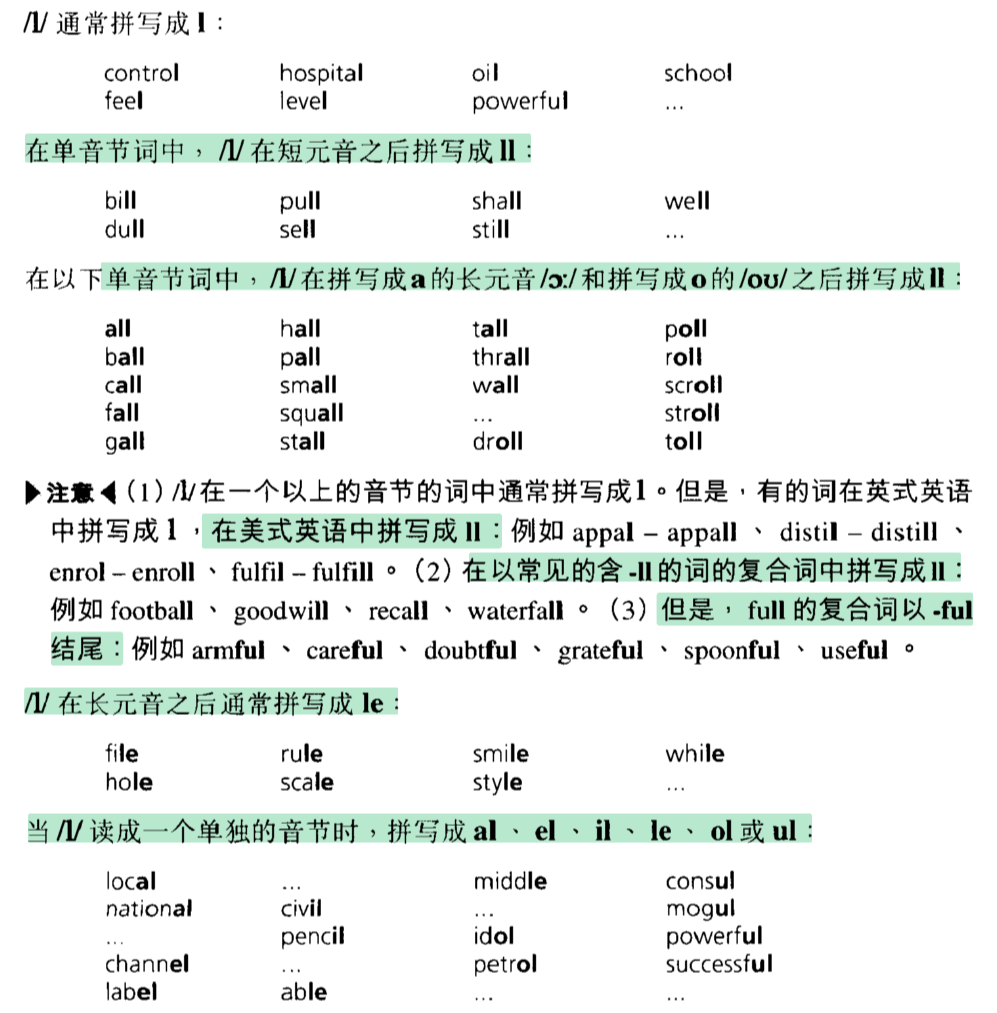 /l/ 通常拼写成 l：
control hospital oil school
feel level powerful …
在单音节词中，/l/ 在短元音之后拼写成 ll：
bill pull shall well
dull sell still …
在以下单音节词中，/l/ 在拼写成 a 的长元音 /ɔ:/ 和拼写成 o 的 /oʊ/ 之后拼写成 ll：
all hall tall poll
ball pall thrall roll
call small wall scroll
fall squall … stroll
gall stall droll toll
▶注意◀（1）/l/ 在一个以上的音节的词中通常拼写成 l。但是，有的词在英式英语
中拼写成 l，在美式英语中拼写成 ll：例如 appal – appall、distil – distill、
enrol – enroll、fulfil – fulfill。（2）在以常见的含 -ll 的词的复合词中拼写成 ll：
例如 football、goodwill、recall、waterfall。（3）但是，full 的复合词以 -ful
结尾：例如 armful、careful、doubtful、grateful、spoonful、useful。
/l/ 在长元音之后通常拼写成 le：
file rule smile while
hole scale style …
当 /l/ 读成一个单独的音节时，拼写成 al、el、il、le、ol 或 ul：
local … middle consul
national civil … mogul
… pencil idol powerful
channel … petrol successful
label able … …